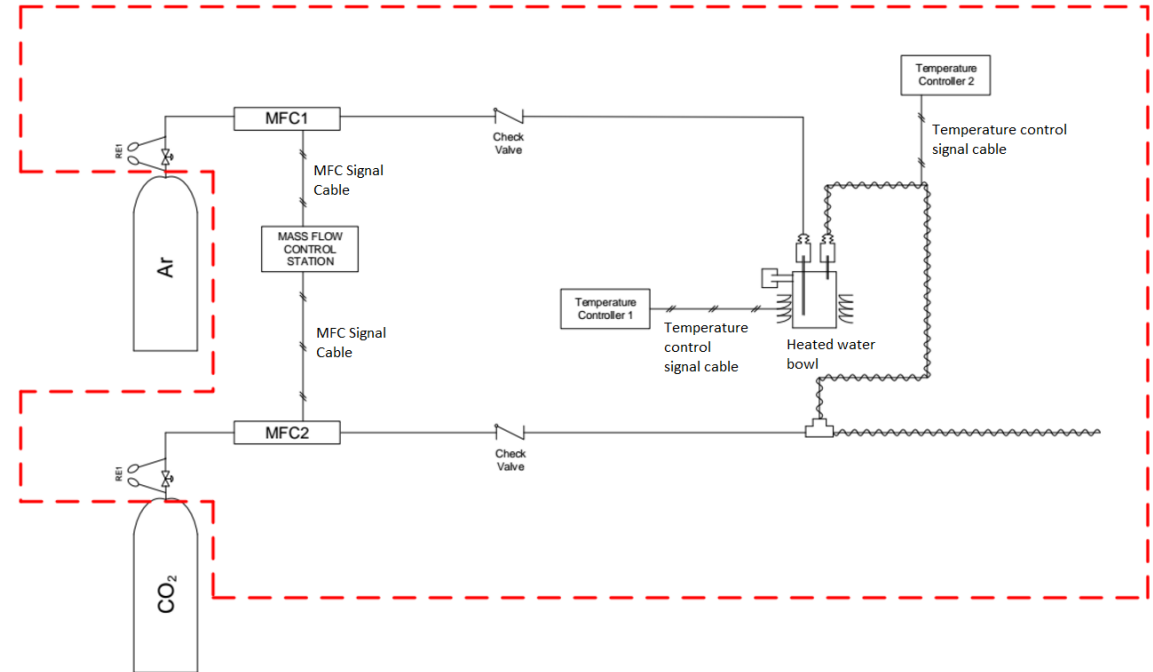 Temperature
Controller 2
MFC1
Check
Valve
Temperature control
signal cable
RE1
MFC Signal
Cable
MASS FLOW
CONTROL
STATION
Ar
Temperature
Controller 1
Temperature
control
signal cable
Heated water
bowl
MFC Signal
Cable
MFC2
Check
Valve
RE1
CO₂